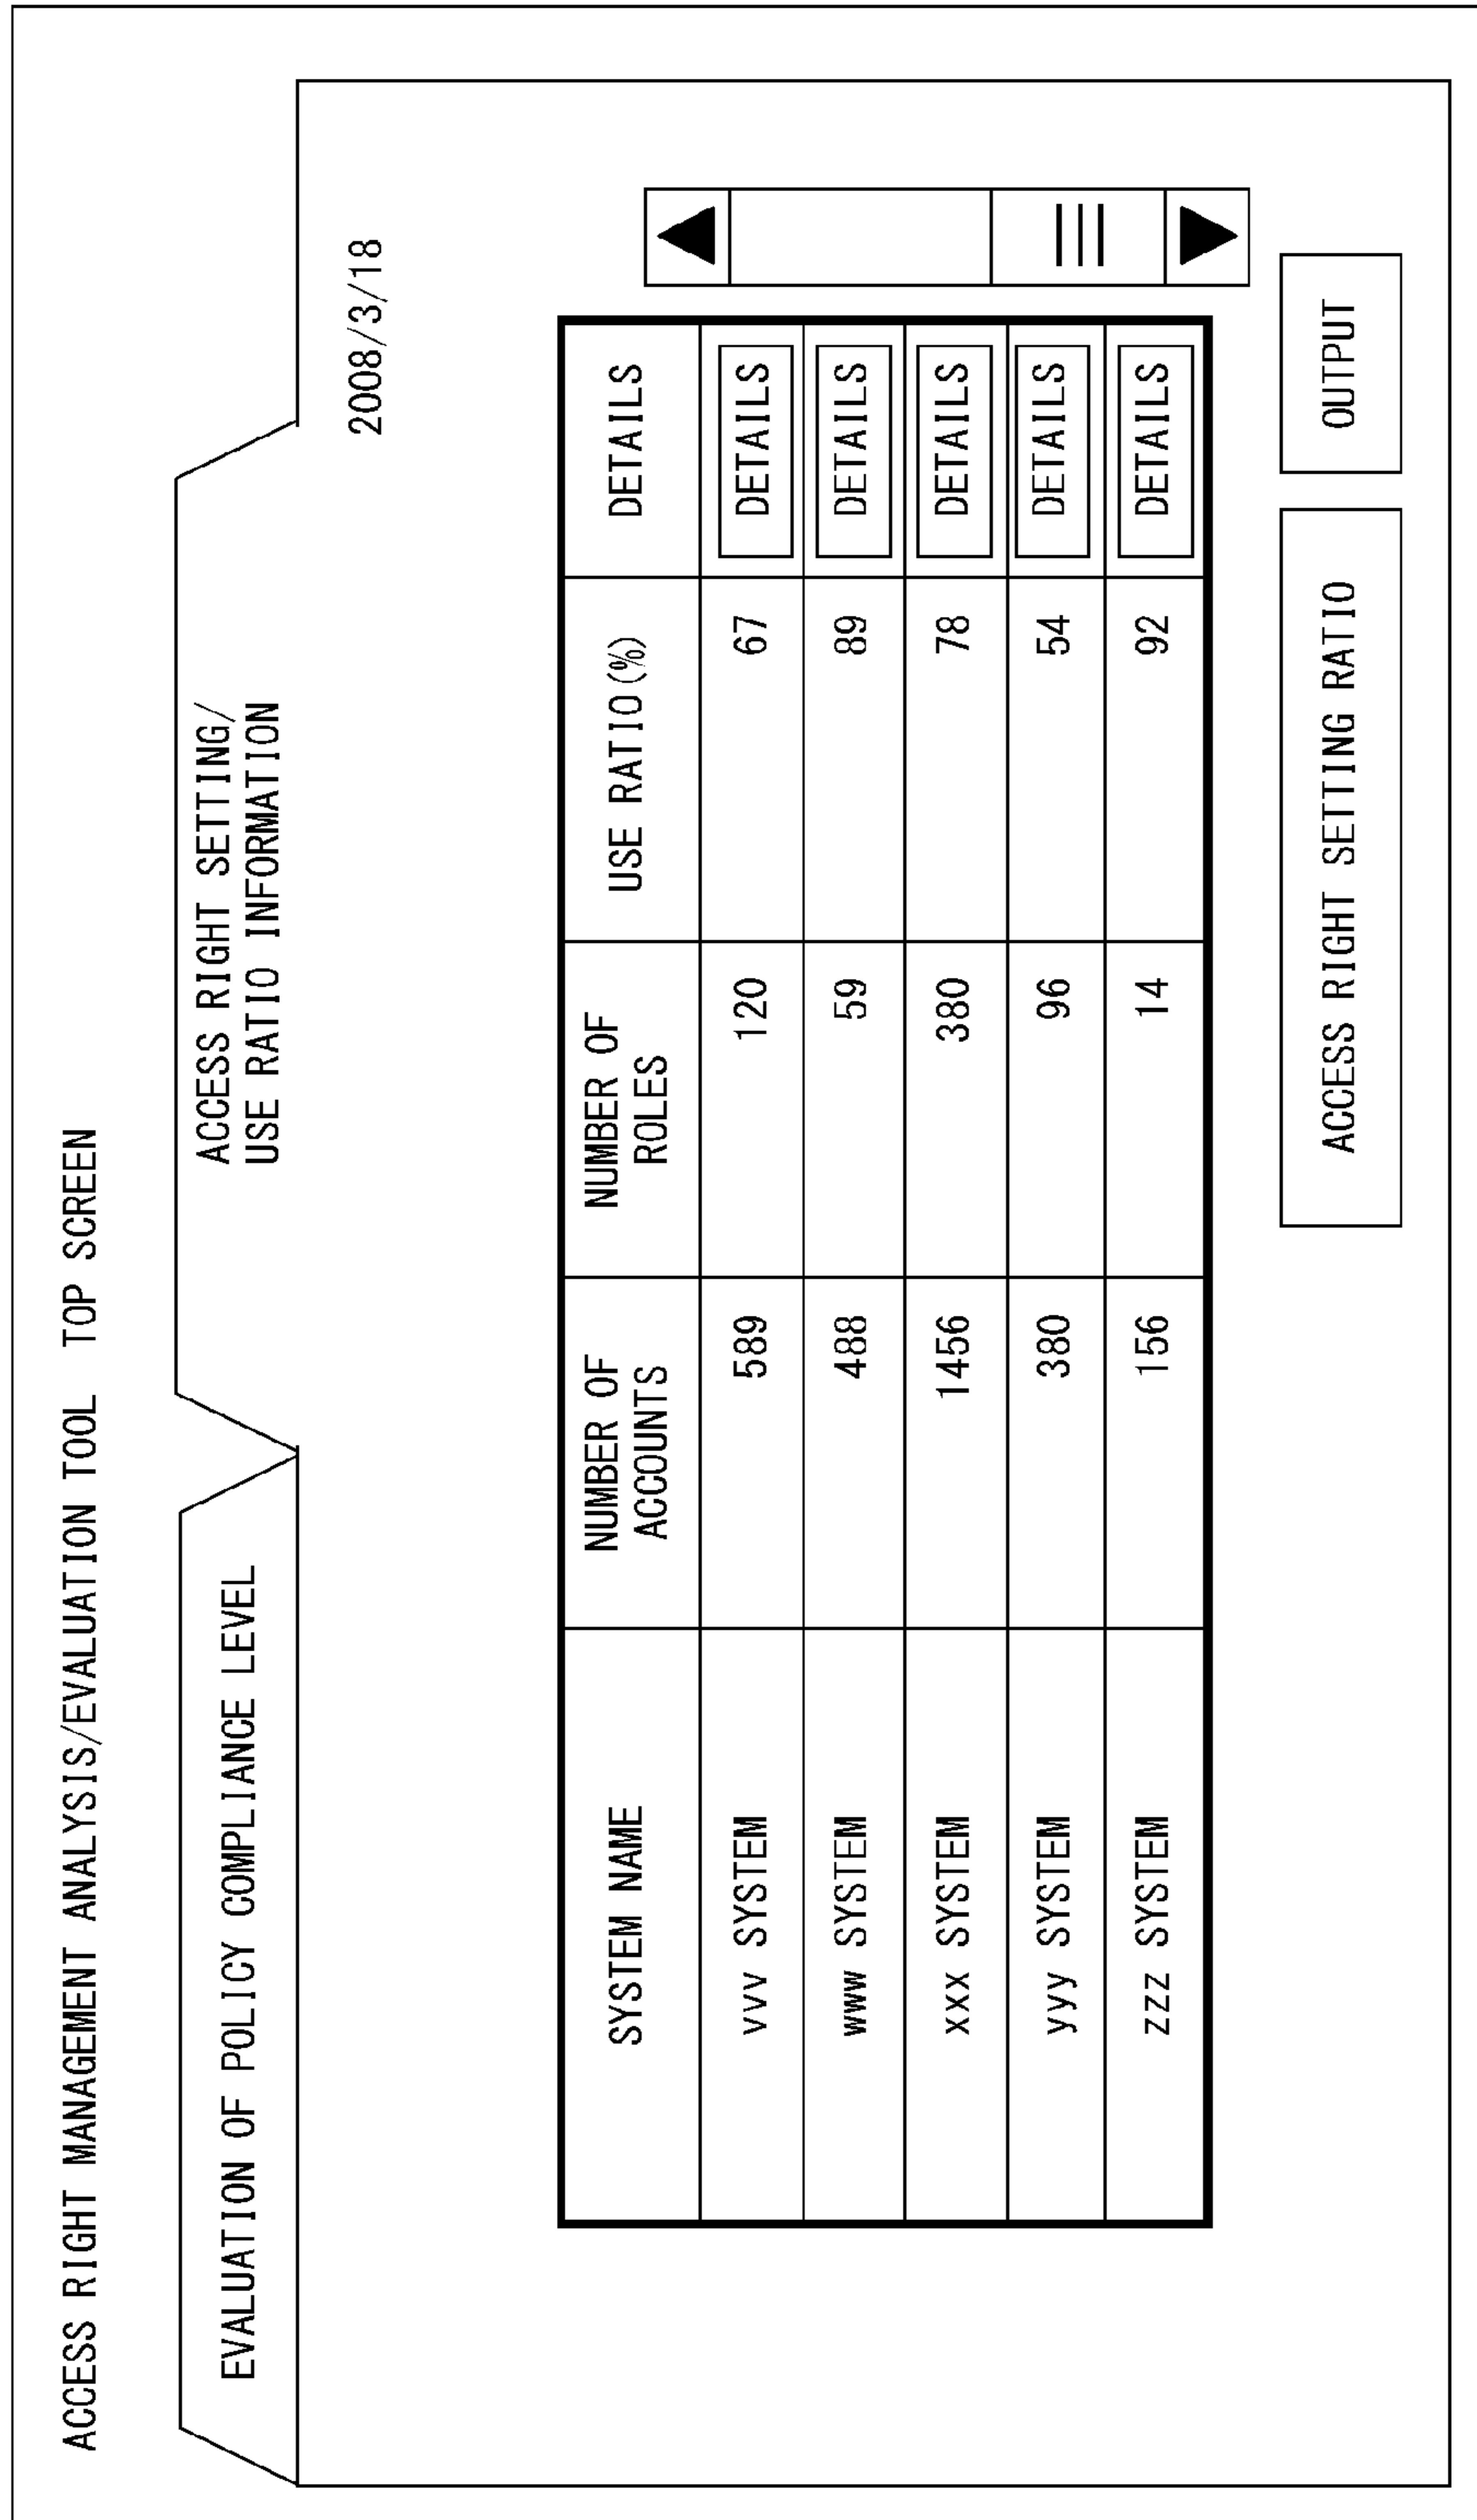 ACCESS RIGHT MANAGEMENT ANALYSIS/EVALUATION TOOL TOP SCREEN
EVALUATION OF POLICY COMPLIANCE LEVEL
ACCESS RIGHT SETTING/
USE RATIO INFORMATION
2008/3/18
SYSTEM NAME
NUMBER OF
ACCOUNTS
NUMBER OF
ROLES
USE RATIO(%)
DETAILS
vvv SYSTEM 589 120 67 DETAILS
www SYSTEM 488 59 89 DETAILS
xxx SYSTEM 1456 380 78 DETAILS
yyy SYSTEM 380 96 54 DETAILS
zzz SYSTEM 156 14 92 DETAILS
ACCESS RIGHT SETTING RATIO
OUTPUT